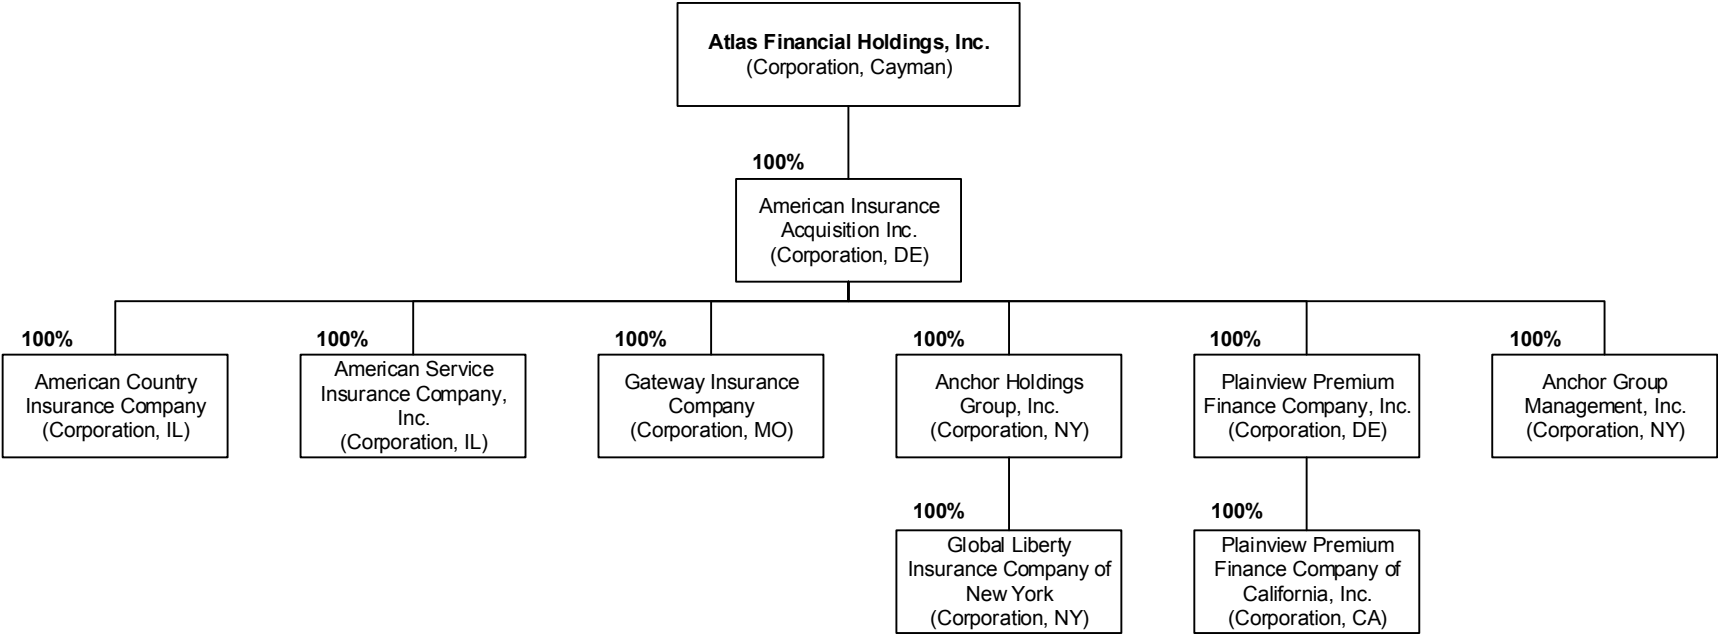 Atlas Financial Holdings, Inc.
(Corporation, Cayman)
100%
American Insurance
Acquisition Inc.
(Corporation, DE)
100%
American Country
Insurance Company
(Corporation, IL)
100%
American Service
Insurance Company,
Inc.
(Corporation, IL)
100%
Gateway Insurance
Company
(Corporation, MO)
100%
Anchor Holdings
Group, Inc.
(Corporation, NY)
100%
Plainview Premium
Finance Company, Inc.
(Corporation, DE)
100%
Anchor Group
Management, Inc.
(Corporation, NY)
100%
Global Liberty
Insurance Company of
New York
(Corporation, NY)
100%
Plainview Premium
Finance Company of
California, Inc.
(Corporation, CA)